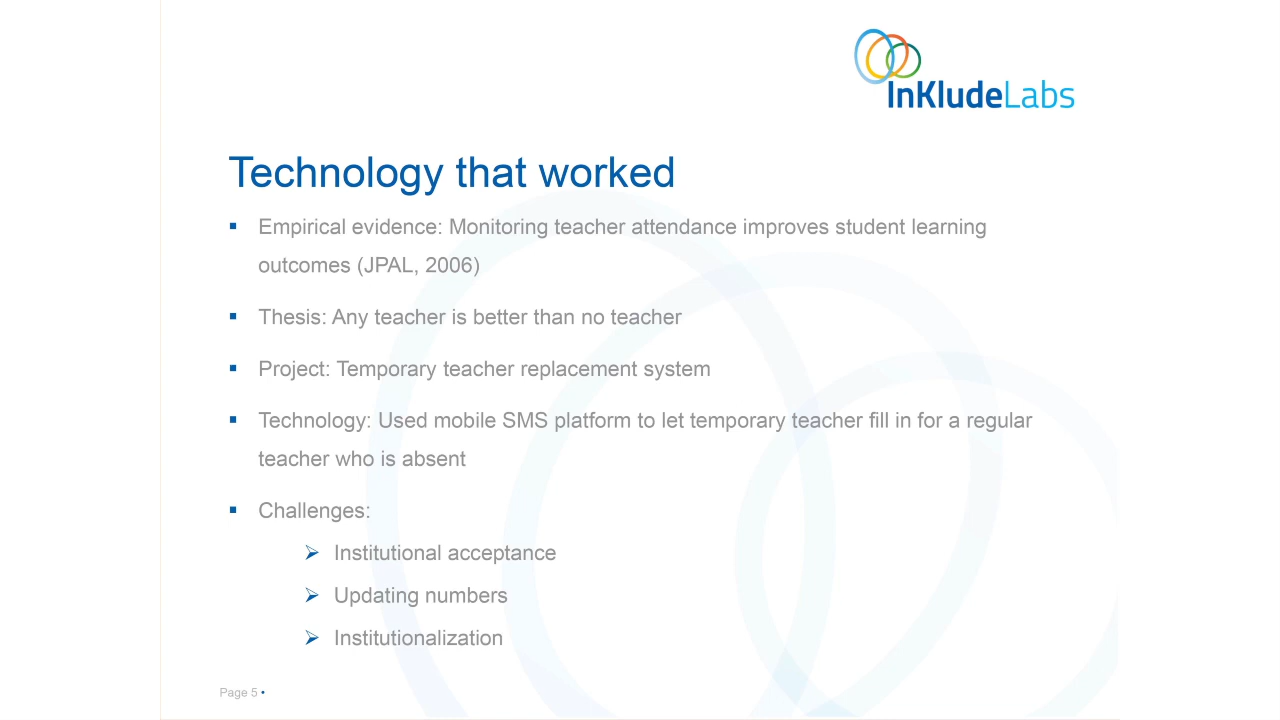 InKludeLabs
Technology that worked
▪ Empirical evidence: Monitoring teacher attendance improves student learning
outcomes (JPAL, 2006)
▪ Thesis: Any teacher is better than no teacher
▪ Project: Temporary teacher replacement system
▪ Technology: Used mobile SMS platform to let temporary teacher fill in for a regular
teacher who is absent
▪ Challenges:
➢ Institutional acceptance
➢ Updating numbers
➢ Institutionalization
Page 5 •